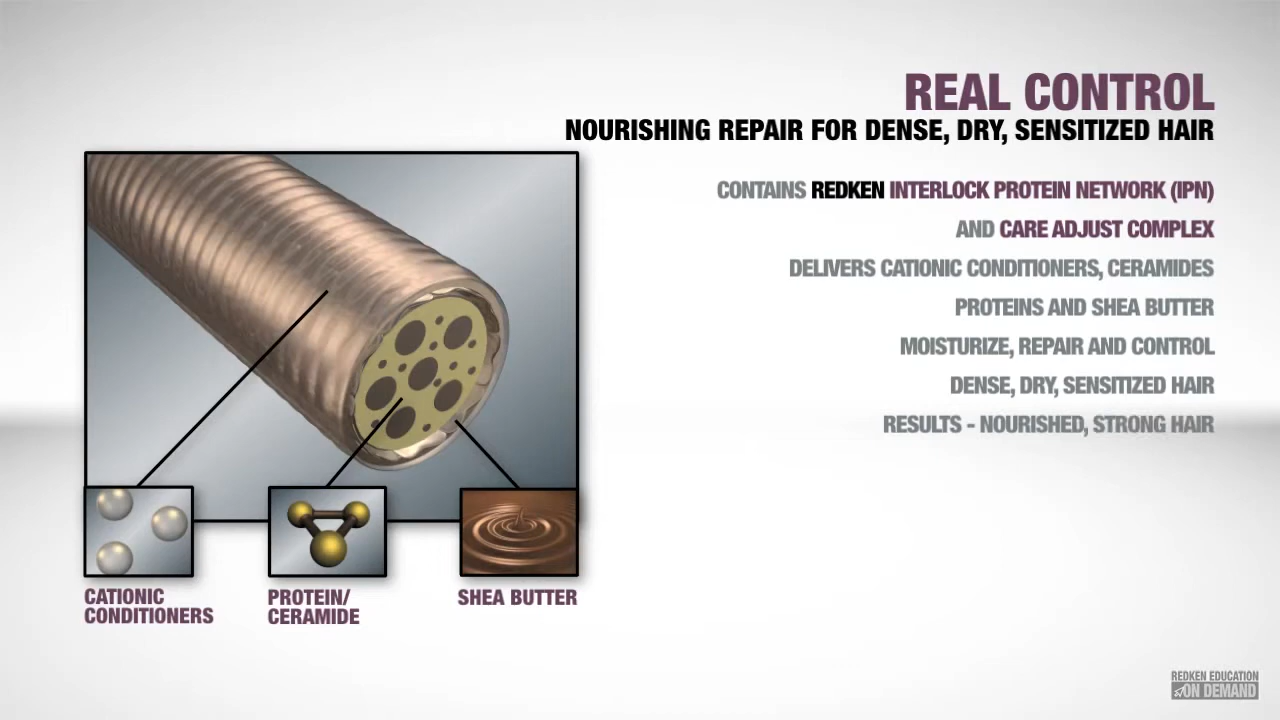 REAL CONTROL
NOURISHING REPAIR FOR DENSE, DRY, SENSITIZED HAIR
CONTAINS REDKEN INTERLOCK PROTEIN NETWORK (IPN)
AND CARE ADJUST COMPLEX
DELIVERS CATIONIC CONDITIONERS, CERAMIDES
PROTEINS AND SHEA BUTTER
MOISTURIZE, REPAIR AND CONTROL
DENSE, DRY, SENSITIZED HAIR
RESULTS - NOURISHED, STRONG HAIR
CATIONIC
CONDITIONERS
PROTEIN/
CERAMIDE
SHEA BUTTER
REDKEN EDUCATION
ON DEMAND